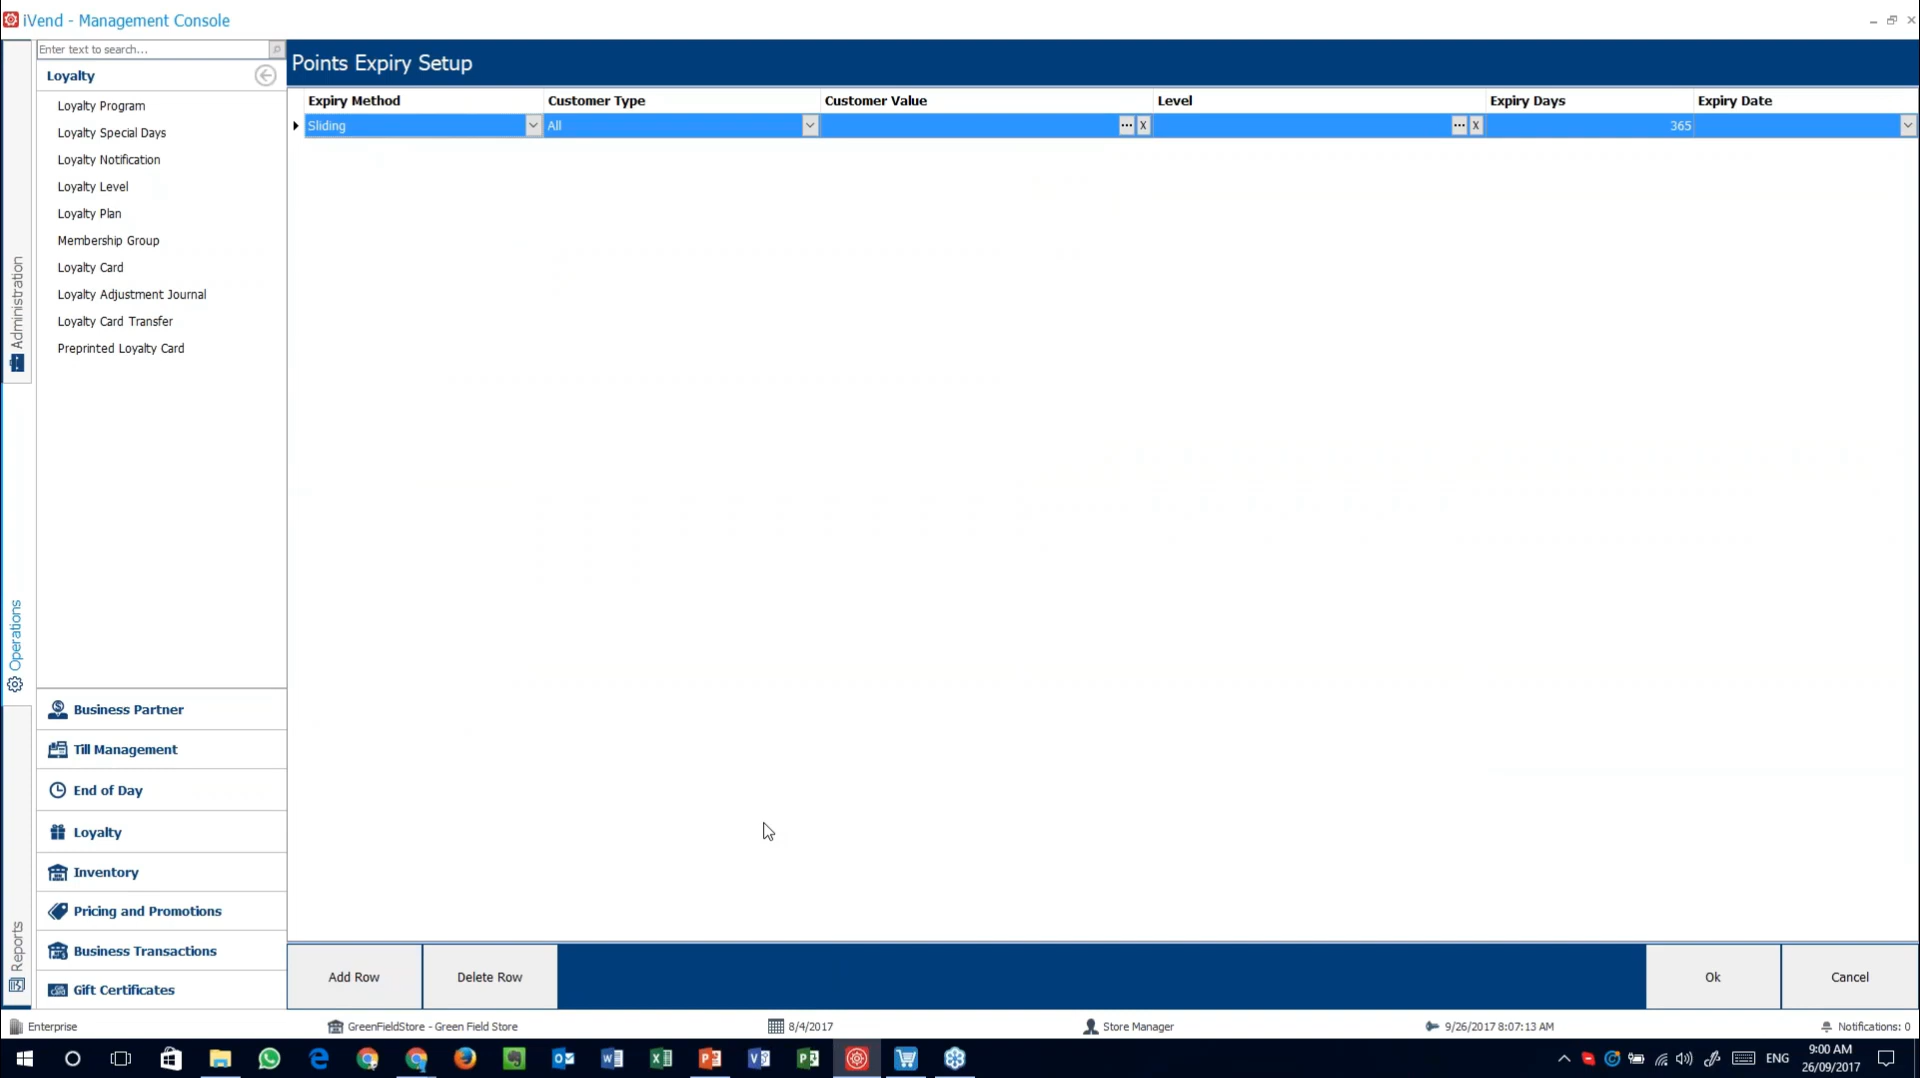 iVend - Management Console
Enter text to search...
Loyalty
Loyalty Program
Loyalty Special Days
Loyalty Notification
Loyalty Level
Loyalty Plan
Membership Group
Loyalty Card
Loyalty Adjustment Journal
Loyalty Card Transfer
Preprinted Loyalty Card
Administration
Operations
Reports
Business Partner
Till Management
End of Day
Loyalty
Inventory
Pricing and Promotions
Business Transactions
Gift Certificates
Points Expiry Setup
Expiry Method Customer Type Customer Value Level Expiry Days Expiry Date
Sliding All ... X ... X 365
Add Row Delete Row Ok Cancel
Enterprise GreenFieldStore - Green Field Store 8/4/2017 Store Manager 9/26/2017 8:07:13 AM Notifications: 0
ENG 9:00 AM
26/09/2017